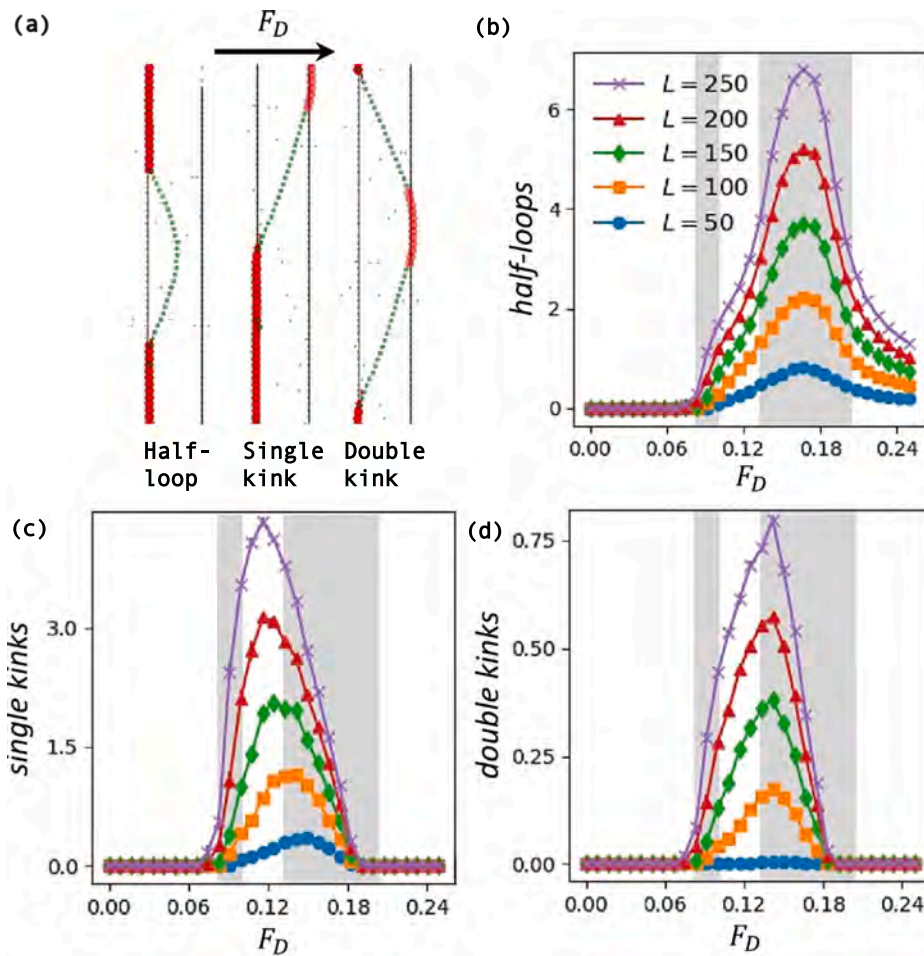 (a)
F_D
Half-
loop
Single
kink
Double
kink
(b)
half-loops
6
4
2
0
L = 250
L = 200
L = 150
L = 100
L = 50
0.00 0.06 0.12 0.18 0.24
F_D
(c)
single kinks
3.0
1.5
0.0
0.00 0.06 0.12 0.18 0.24
F_D
(d)
double kinks
0.75
0.50
0.25
0.00
0.00 0.06 0.12 0.18 0.24
F_D